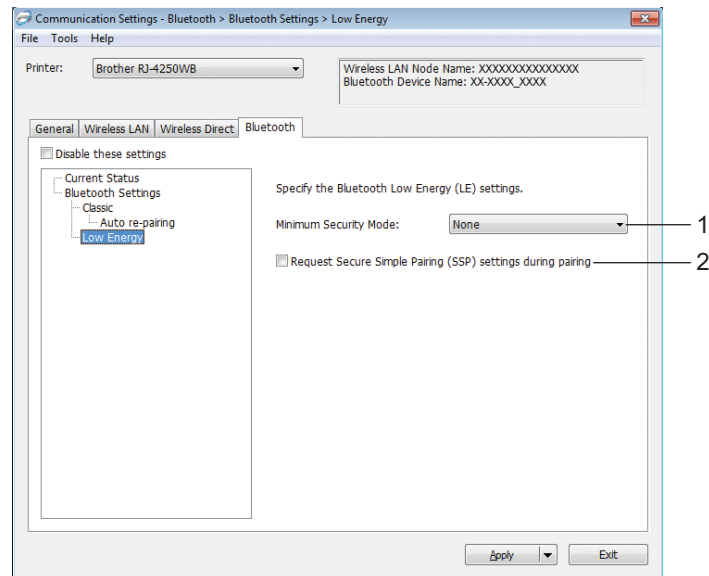 Communication Settings - Bluetooth > Bluetooth Settings > Low Energy
File Tools Help
Printer: Brother RJ-4250WB
Wireless LAN Node Name: XXXXXXXXXXXXXXX
Bluetooth Device Name: XX-XXXX_XXXX
General Wireless LAN Wireless Direct Bluetooth
Disable these settings
Current Status
Bluetooth Settings
Classic
Auto re-pairing
Low Energy
Specify the Bluetooth Low Energy (LE) settings.
Minimum Security Mode: None 1
Request Secure Simple Pairing (SSP) settings during pairing 2
Apply Exit